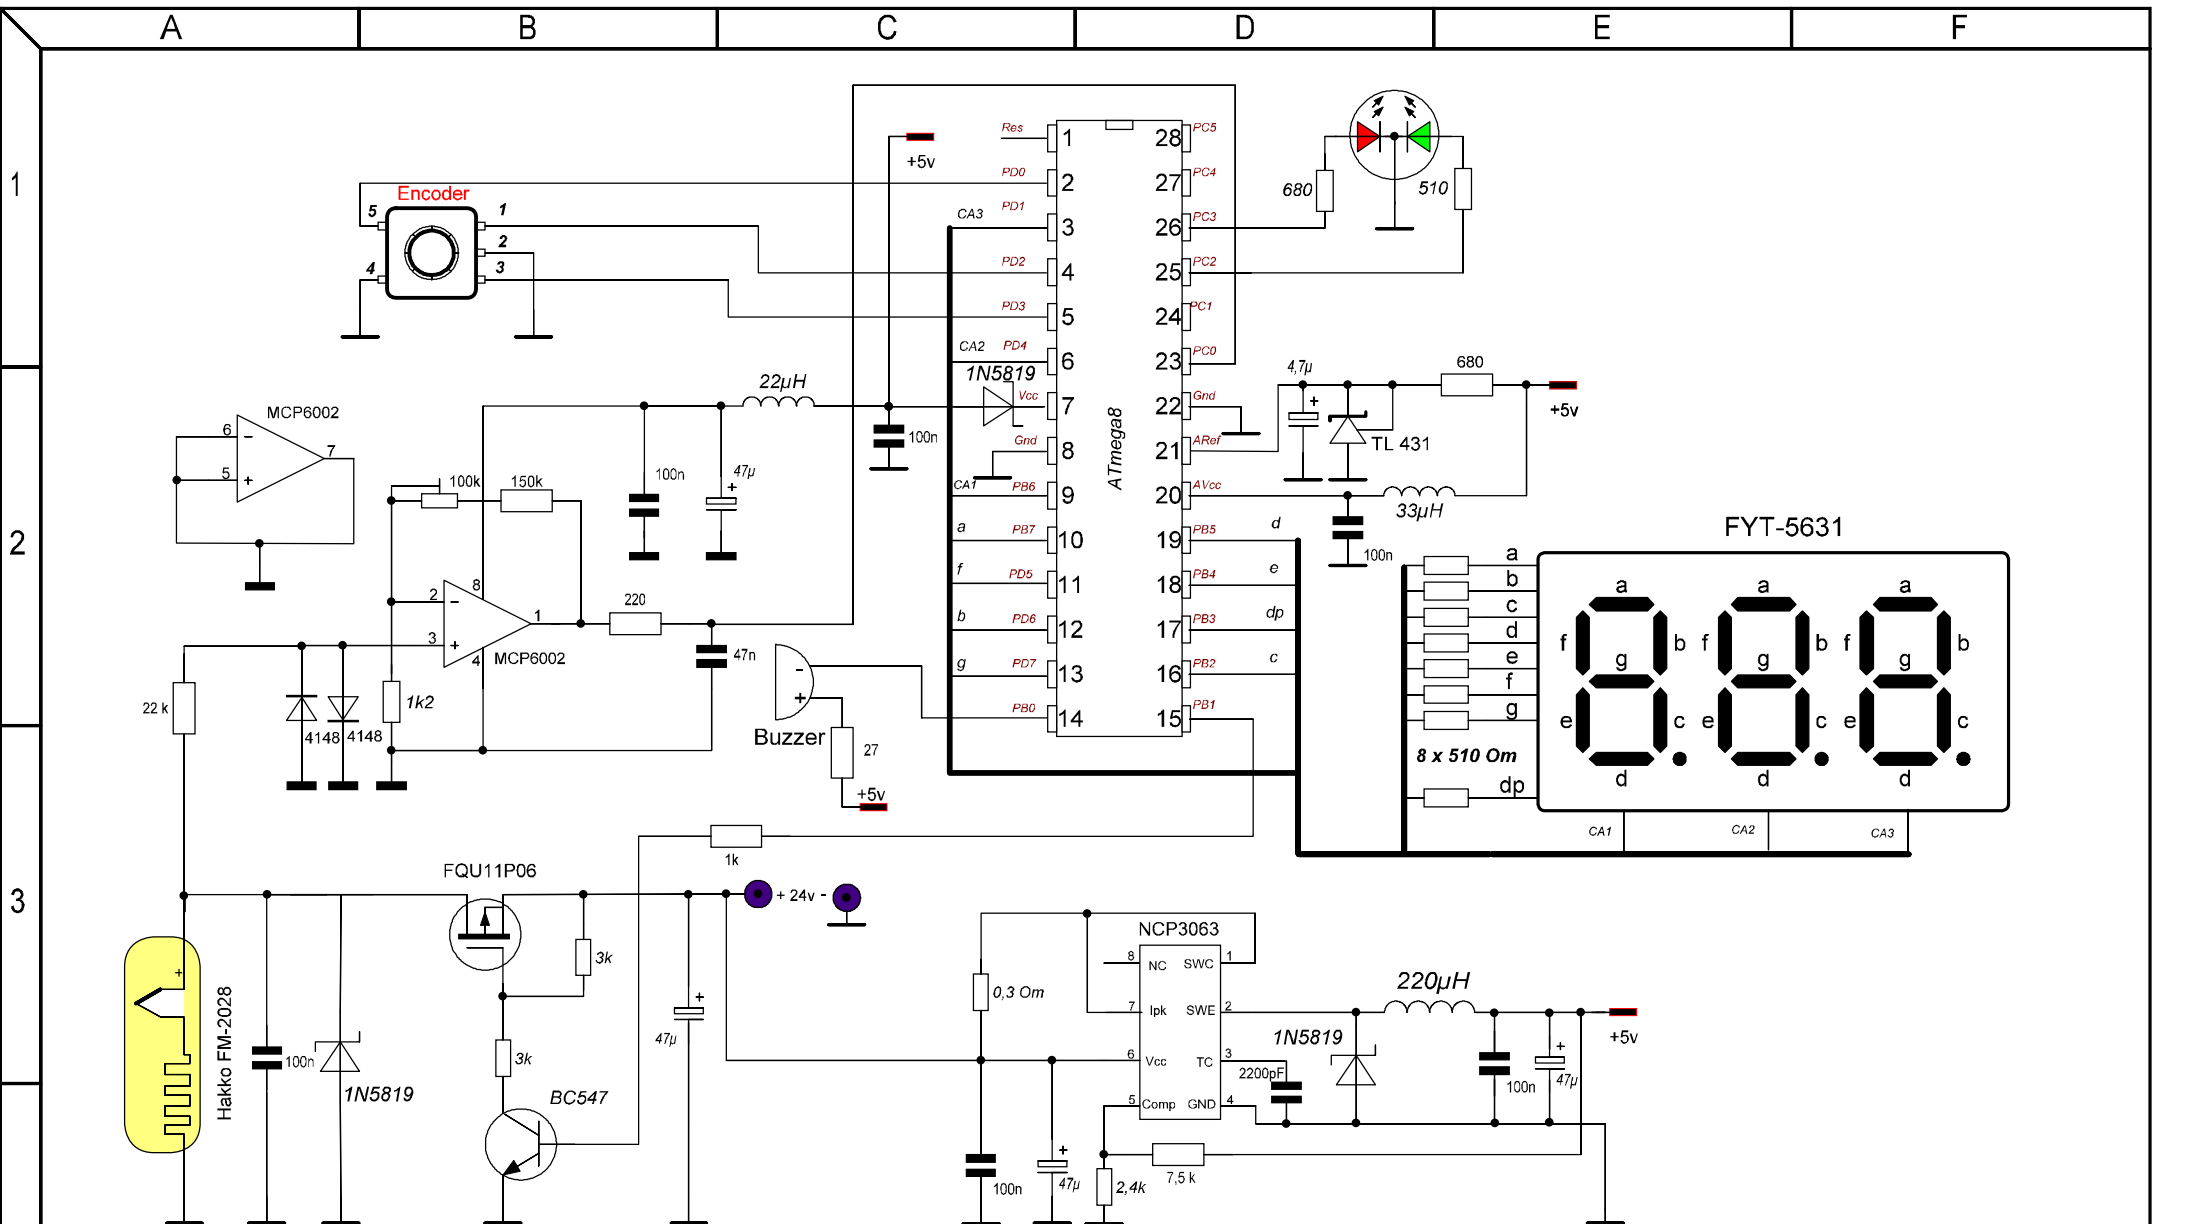 A B C D E F
1
2
3
Encoder
5
4
1
2
3
+5v
Res
PD0
CA3 PD1
PD2
PD3
CA2 PD4
1N5819
Vcc
Gnd
CA1 PB6
a PB7
f PD5
b PD6
g PD7
PB0
1 28
2 27
3 26
4 25
5 24
6 23
7 22
8 21
9 20
10 19
11 18
12 17
13 16
14 15
ATmega8
PC5
PC4
PC3
PC2
PC1
PC0
Gnd
ARef
AVcc
PB5 d
PB4 e
PB3 dp
PB2 c
PB1
680
510
4,7µ
+
680
+5v
TL 431
33µH
100n
22µH
100n
100n
47µ
+
MCP6002
6 -
5 +
7
100k
150k
8
2 -
3 +
1
4
MCP6002
220
47n
22 k
4148
4148
1k2
-
+
Buzzer
27
+5v
1k
FYT-5631
a
b
c
d
e
f
g
8 x 510 Om
dp
a a a
f b f b f b
g g g
e c e c e c
d d d
CA1 CA2 CA3
FQU11P06
+ 24v -
3k
3k
47µ
+
BC547
+
Hakko FM-2028
100n
1N5819
NCP3063
8 NC SWC 1
7 Ipk SWE 2
6 Vcc TC 3
5 Comp GND 4
0,3 Om
100n
47µ
+
2,4k
7,5 k
2200pF
1N5819
220µH
100n
47µ
+
+5v